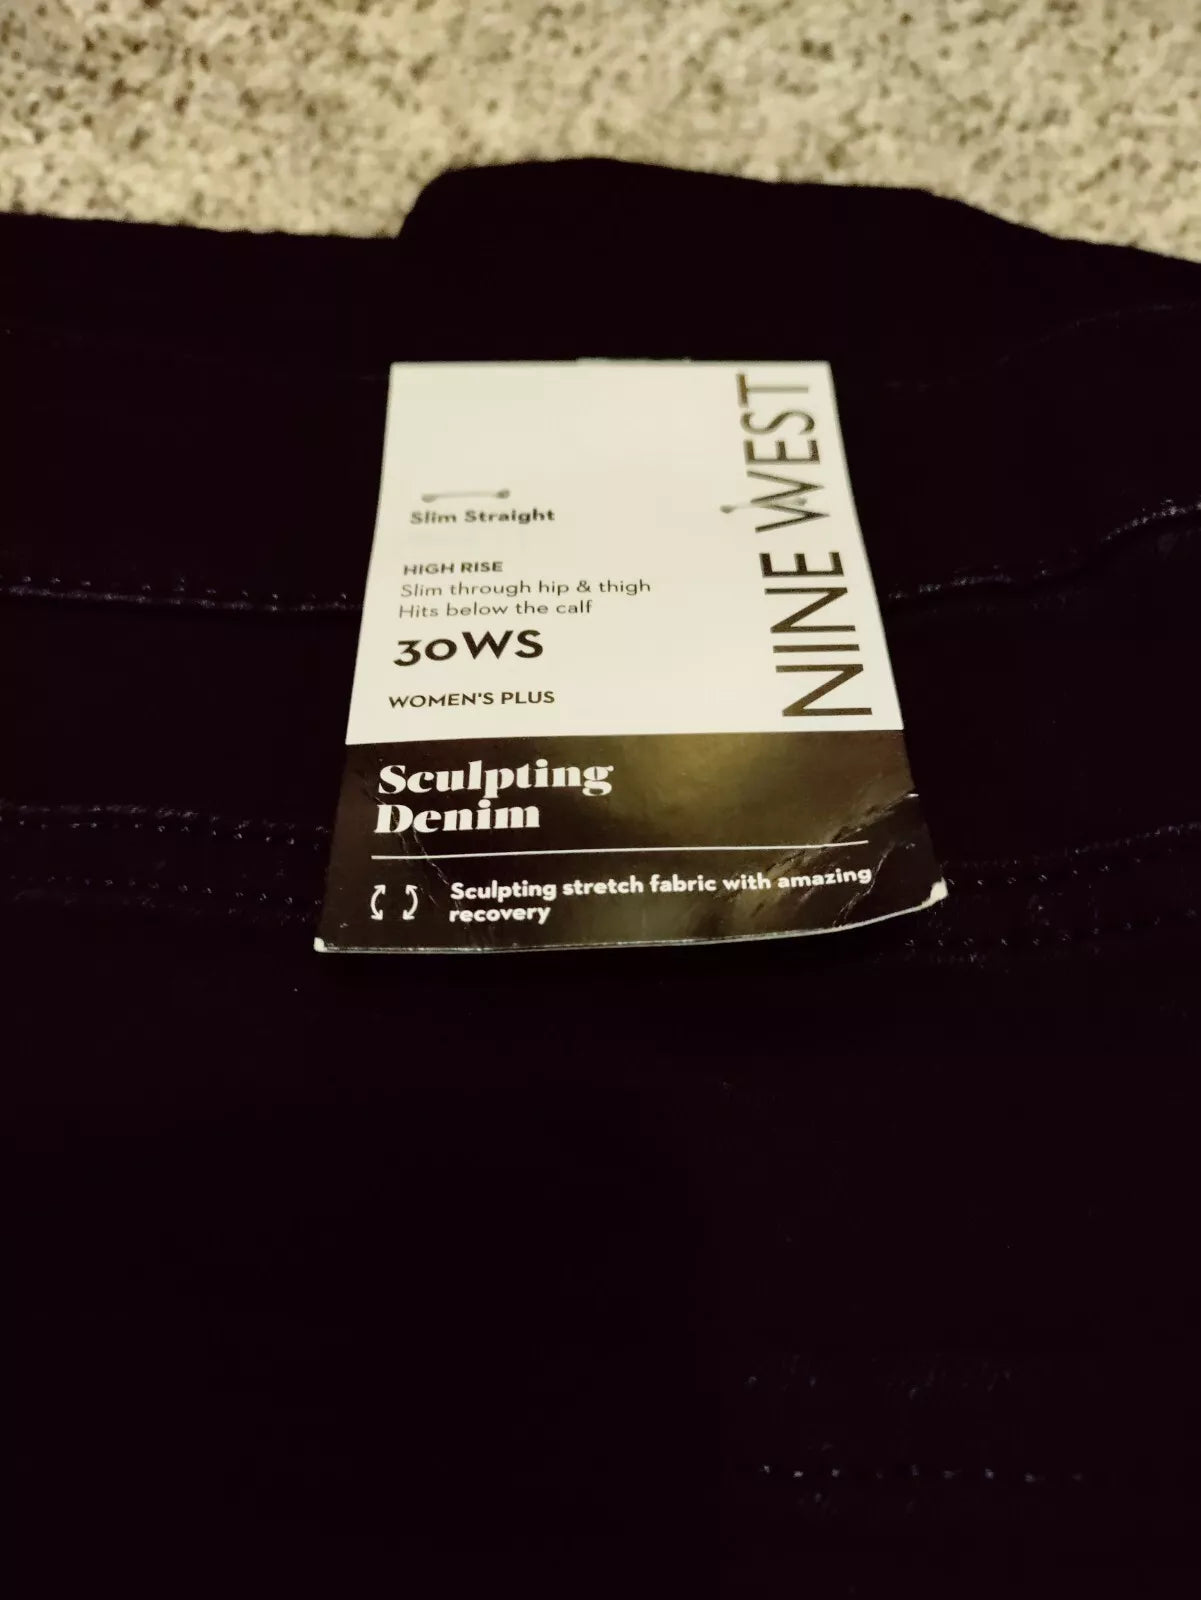 NINE WEST
Slim Straight
HIGH RISE
Slim through hip & thigh
Hits below the calf
30WS
WOMEN'S PLUS
Sculpting
Denim
Sculpting stretch fabric with amazing
recovery